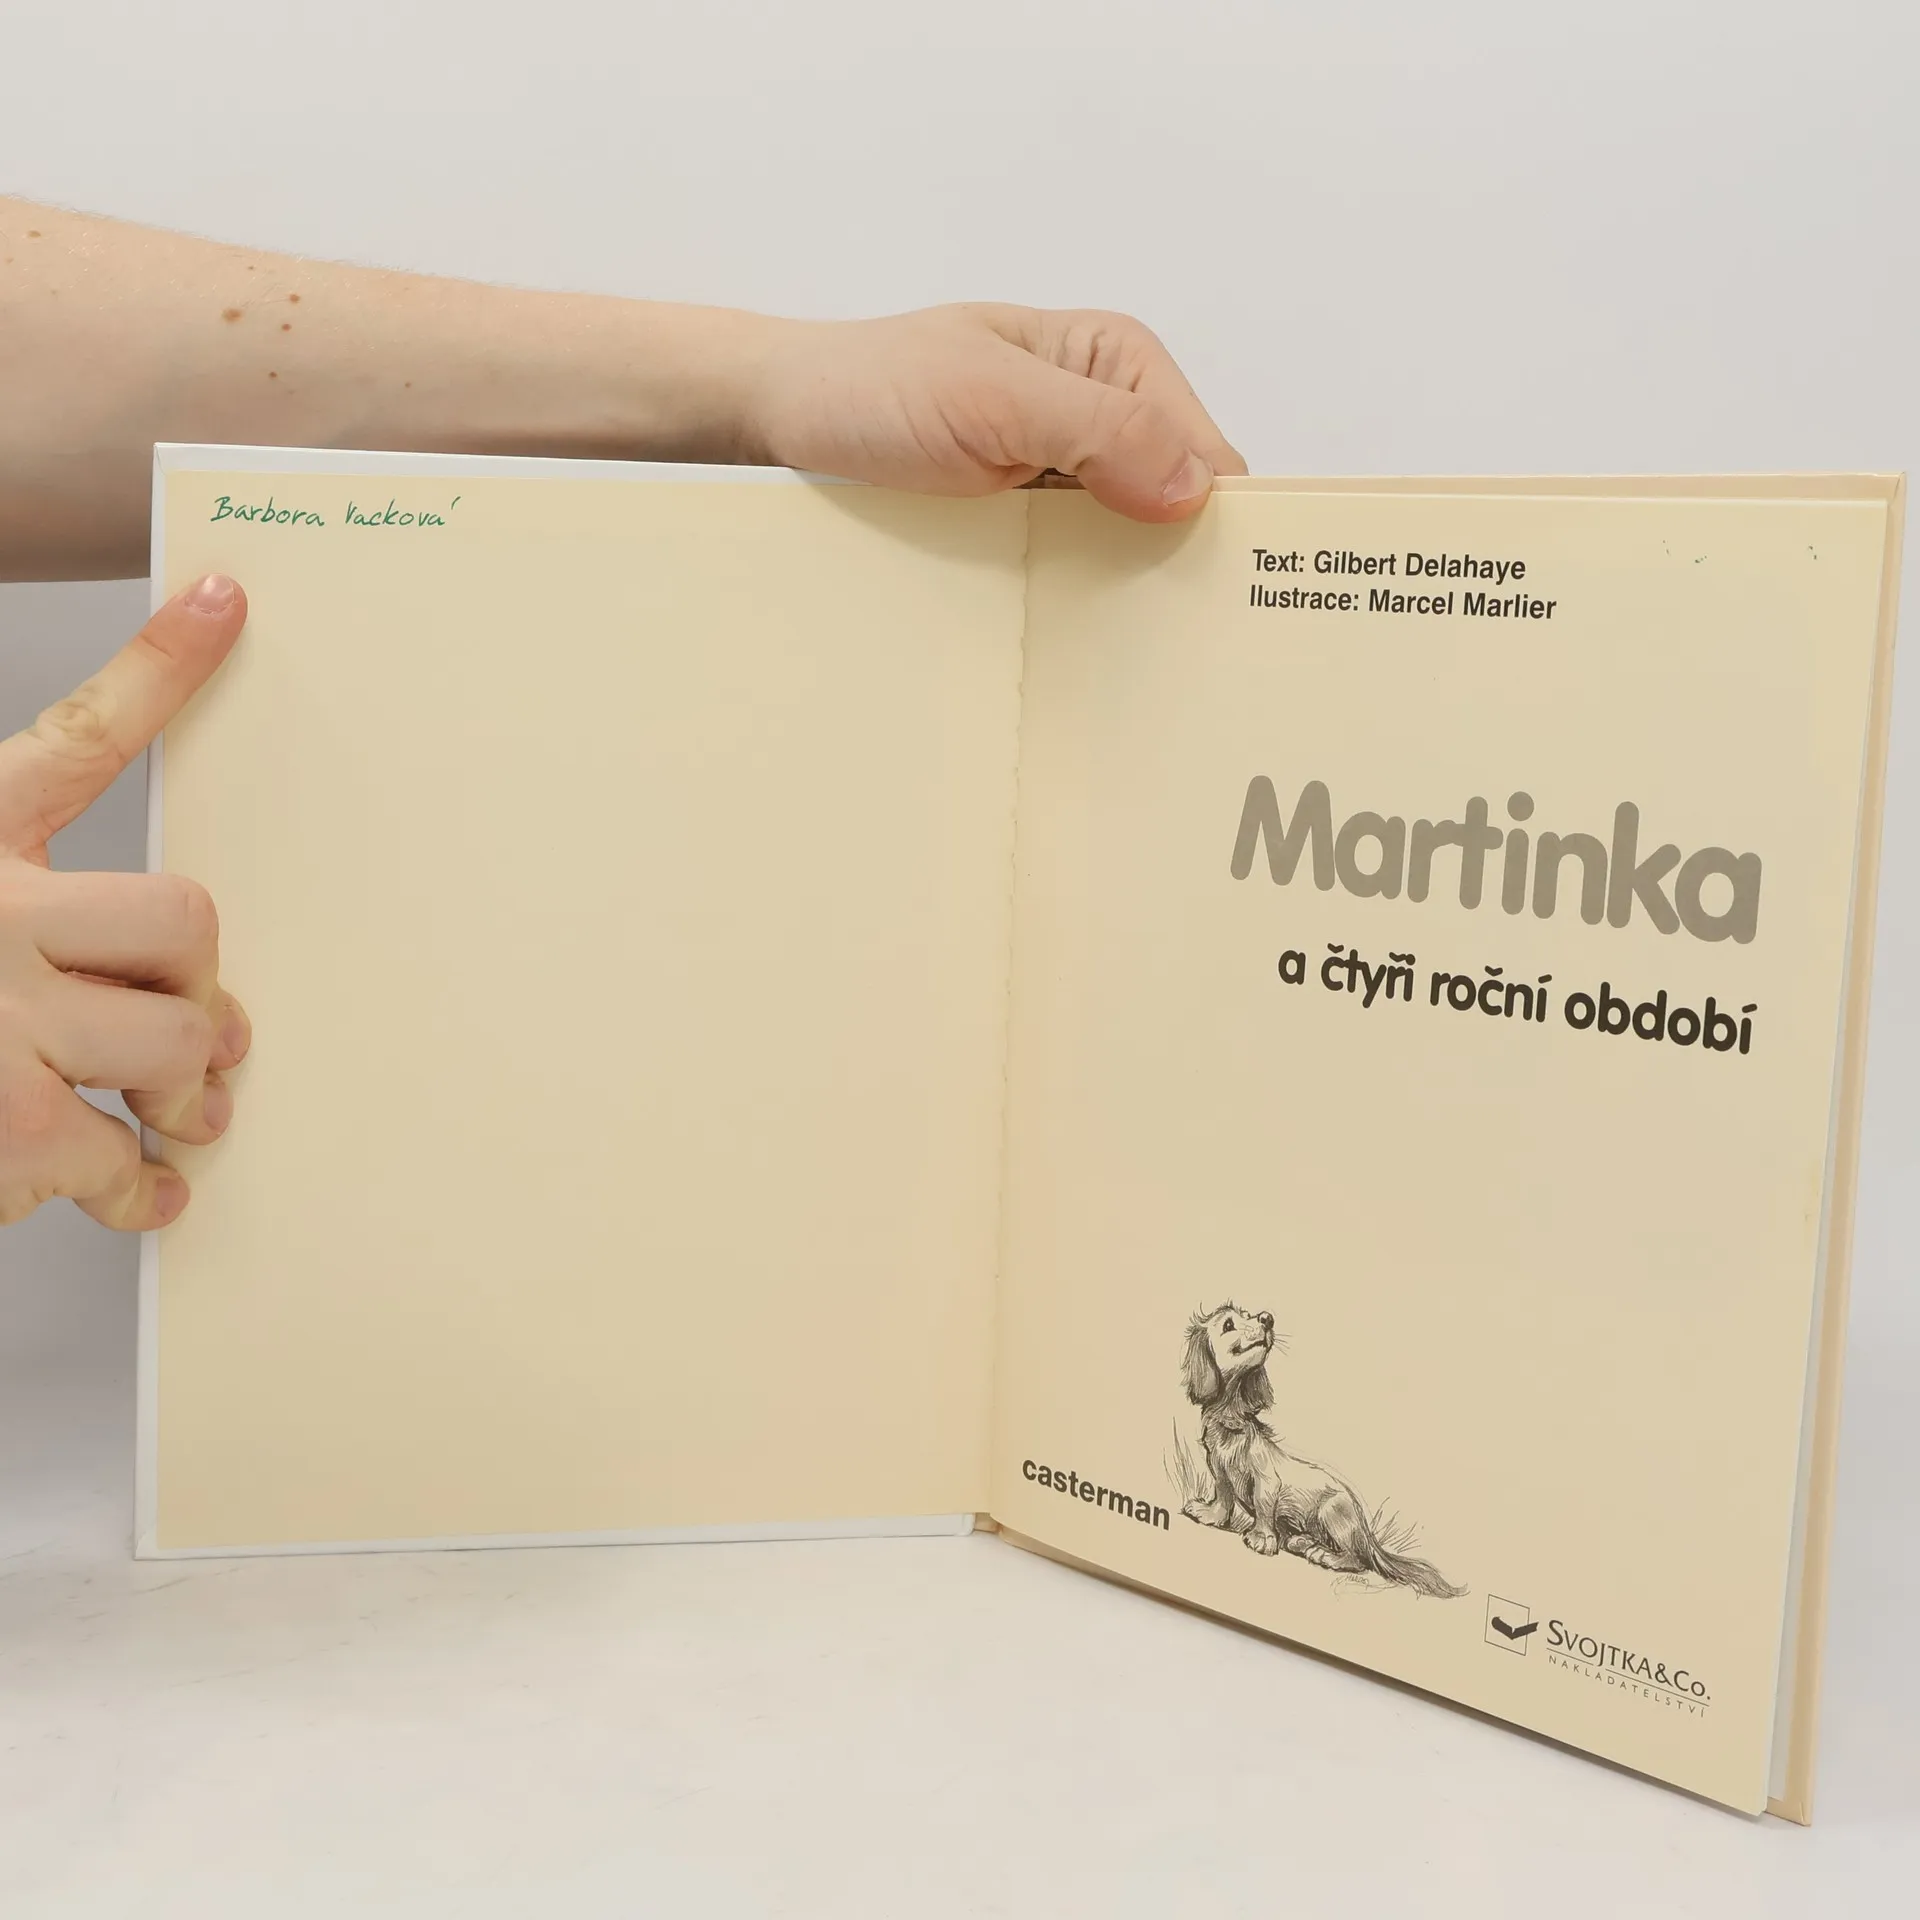 Barbora Vacková
Text: Gilbert Delahaye
Ilustrace: Marcel Marlier
Martinka
a čtyři roční období
casterman
SVOJTKA&CO.
NAKLADATELSTVÍ